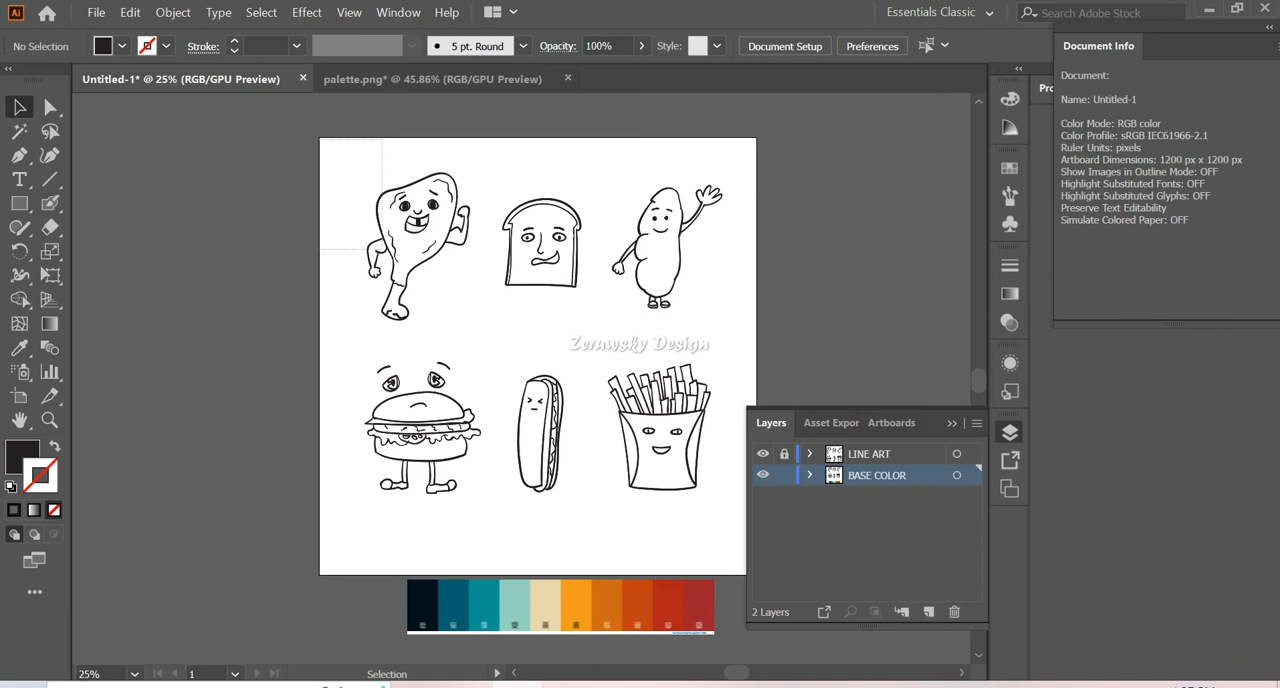 Ai File Edit Object Type Select Effect View Window Help Essentials Classic Search Adobe Stock
No Selection Stroke: 5 pt. Round Opacity: 100% Style: Document Setup Preferences
Untitled-1* @ 25% (RGB/GPU Preview) × palette.png* @ 45.86% (RGB/GPU Preview) ×
Pro
Document Info
Document:
Name: Untitled-1
Color Mode: RGB color
Color Profile: sRGB IEC61966-2.1
Ruler Units: pixels
Artboard Dimensions: 1200 px x 1200 px
Show Images in Outline Mode: OFF
Highlight Substituted Fonts: OFF
Highlight Substituted Glyphs: OFF
Preserve Text Editability
Simulate Colored Paper: OFF
Zerawsky Design
Layers Asset Expor Artboards
LINE ART
BASE COLOR
2 Layers
25% 1 Selection